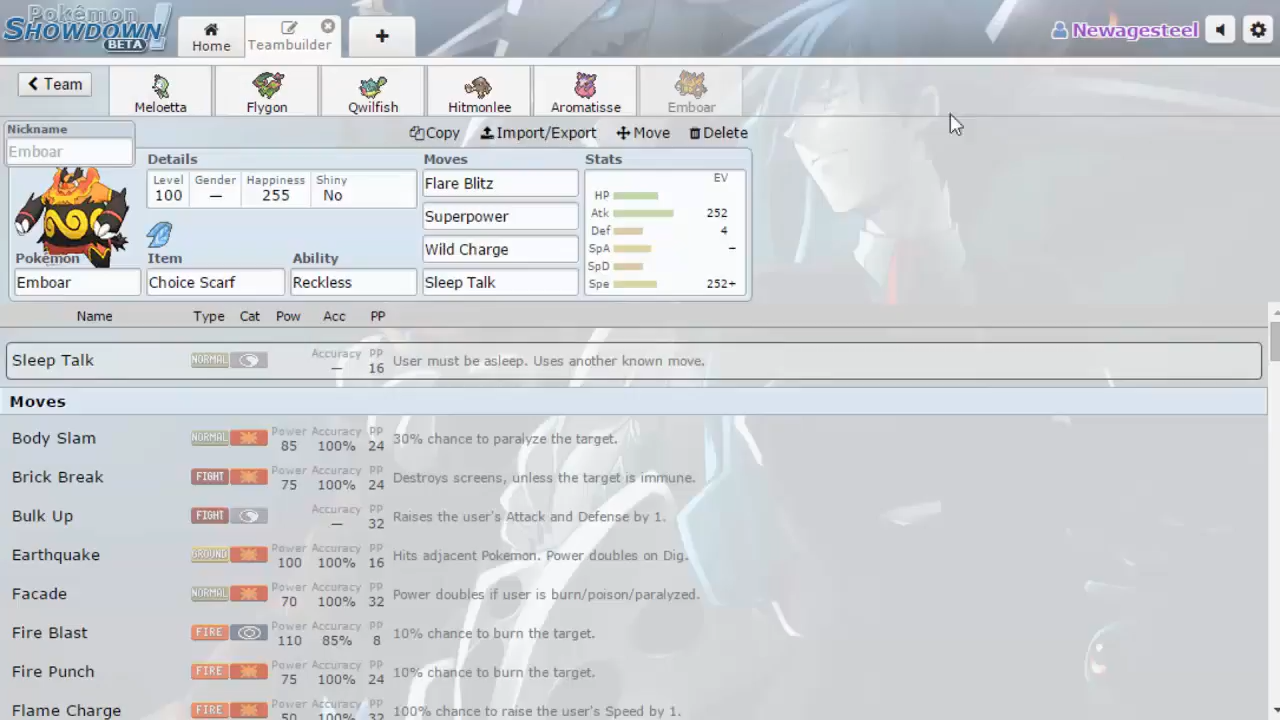 Pokémon
SHOWDOWN!
BETA
Home
Teambuilder
+
Newagesteel
Team
Meloetta
Flygon
Qwilfish
Hitmonlee
Aromatisse
Emboar
Nickname
Emboar
Copy Import/Export Move Delete
Details
Moves
Stats
Level Gender Happiness Shiny
100 — 255 No
Flare Blitz
Superpower
Wild Charge
Sleep Talk
EV
HP
Atk 252
Def 4
SpA –
SpD
Spe 252+
Pokémon Item Ability
Emboar Choice Scarf Reckless
Name Type Cat Pow Acc PP
Sleep Talk NORMAL Accuracy — PP 16 User must be asleep. Uses another known move.
Moves
Body Slam NORMAL Power 85 Accuracy 100% PP 24 30% chance to paralyze the target.
Brick Break FIGHT Power 75 Accuracy 100% PP 24 Destroys screens, unless the target is immune.
Bulk Up FIGHT Accuracy — PP 32 Raises the user's Attack and Defense by 1.
Earthquake GROUND Power 100 Accuracy 100% PP 16 Hits adjacent Pokemon. Power doubles on Dig.
Facade NORMAL Power 70 Accuracy 100% PP 32 Power doubles if user is burn/poison/paralyzed.
Fire Blast FIRE Power 110 Accuracy 85% PP 8 10% chance to burn the target.
Fire Punch FIRE Power 75 Accuracy 100% PP 24 10% chance to burn the target.
Flame Charge FIRE Power 50 Accuracy 100% PP 32 100% chance to raise the user's Speed by 1.